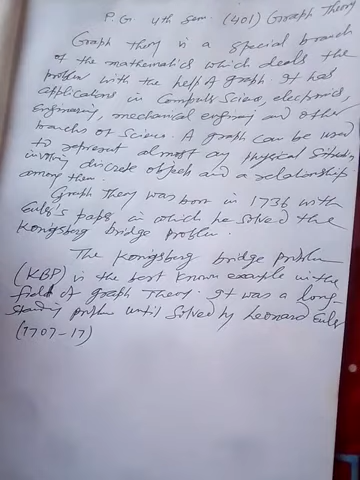 P.G. 4th Sem. (401) Graph Theory
Graph Theory is a special branch
of the mathematics which deals the
problem with the help of graph. It has
applications in Computer Science, electronics,
Engineering, mechanical engineering and other
branches of Science. A graph can be used
to represent almost any physical situation
involving discrete objects and a relationship
among them.
Graph Theory was born in 1736 with
Euler's paper in which he solved the
Konigsberg bridge problem.
The Konigsberg bridge problem
(KBP) is the best known example in the
field of Graph Theory. It was a long-
standing problem until solved by Leonard Euler
(1707-17)